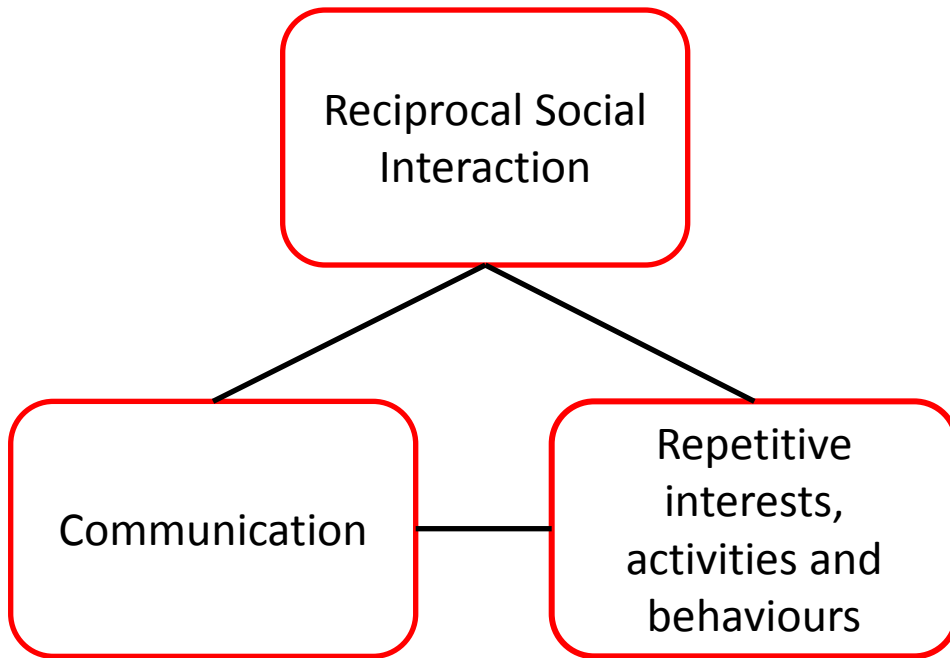 Reciprocal Social
Interaction
Communication
Repetitive
interests,
activities and
behaviours